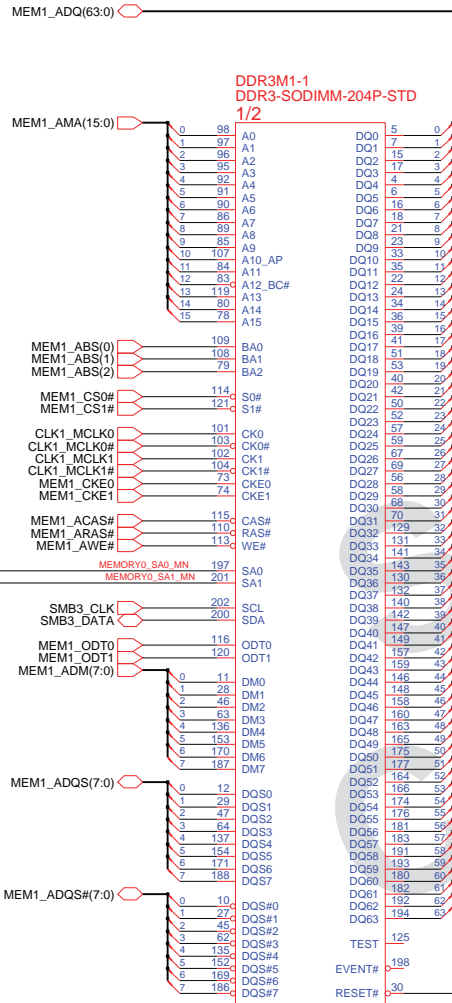 MEM1_ADQ(63:0)
DDR3M1-1
DDR3-SODIMM-204P-STD
1/2
MEM1_AMA(15:0)
0 98 A0
1 97 A1
2 96 A2
3 95 A3
4 92 A4
5 91 A5
6 90 A6
7 86 A7
8 89 A8
9 85 A9
10 107 A10_AP
11 84 A11
12 83 A12_BC#
13 119 A13
14 80 A14
15 78 A15
MEM1_ABS(0) 109 BA0
MEM1_ABS(1) 108 BA1
MEM1_ABS(2) 79 BA2
MEM1_CS0# 114 S0#
MEM1_CS1# 121 S1#
CLK1_MCLK0 101 CK0
CLK1_MCLK0# 103 CK0#
CLK1_MCLK1 102 CK1
CLK1_MCLK1# 104 CK1#
MEM1_CKE0 73 CKE0
MEM1_CKE1 74 CKE1
MEM1_ACAS# 115 CAS#
MEM1_ARAS# 110 RAS#
MEM1_AWE# 113 WE#
MEMORY0_SA0_MN 197 SA0
MEMORY0_SA1_MN 201 SA1
SMB3_CLK 202 SCL
SMB3_DATA 200 SDA
MEM1_ODT0 116 ODT0
MEM1_ODT1 120 ODT1
MEM1_ADM(7:0)
0 11 DM0
1 28 DM1
2 46 DM2
3 63 DM3
4 136 DM4
5 153 DM5
6 170 DM6
7 187 DM7
MEM1_ADQS(7:0)
0 12 DQS0
1 29 DQS1
2 47 DQS2
3 64 DQS3
4 137 DQS4
5 154 DQS5
6 171 DQS6
7 188 DQS7
MEM1_ADQS#(7:0)
0 10 DQS#0
1 27 DQS#1
2 45 DQS#2
3 62 DQS#3
4 135 DQS#4
5 152 DQS#5
6 169 DQS#6
7 186 DQS#7
DQ0 5 0
DQ1 7 1
DQ2 15 2
DQ3 17 3
DQ4 4 4
DQ5 6 5
DQ6 16 6
DQ7 18 7
DQ8 21 8
DQ9 23 9
DQ10 33 10
DQ11 35 11
DQ12 22 12
DQ13 24 13
DQ14 34 14
DQ15 36 15
DQ16 39 16
DQ17 41 17
DQ18 51 18
DQ19 53 19
DQ20 40 20
DQ21 42 21
DQ22 50 22
DQ23 52 23
DQ24 57 24
DQ25 59 25
DQ26 67 26
DQ27 69 27
DQ28 56 28
DQ29 58 29
DQ30 68 30
DQ31 70 31
DQ32 129 32
DQ33 131 33
DQ34 141 34
DQ35 143 35
DQ36 130 36
DQ37 132 37
DQ38 140 38
DQ39 142 39
DQ40 147 40
DQ41 149 41
DQ42 157 42
DQ43 159 43
DQ44 146 44
DQ45 148 45
DQ46 158 46
DQ47 160 47
DQ48 163 48
DQ49 165 49
DQ50 175 50
DQ51 177 51
DQ52 164 52
DQ53 166 53
DQ54 174 54
DQ55 176 55
DQ56 181 56
DQ57 183 57
DQ58 191 58
DQ59 193 59
DQ60 180 60
DQ61 182 61
DQ62 192 62
DQ63 194 63
TEST 125
EVENT# 198
RESET# 30